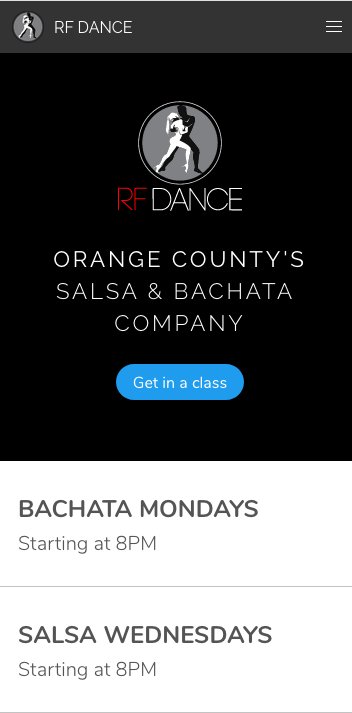 RF DANCE
RF DANCE
ORANGE COUNTY'S
SALSA & BACHATA
COMPANY
Get in a class
BACHATA MONDAYS
Starting at 8PM
SALSA WEDNESDAYS
Starting at 8PM